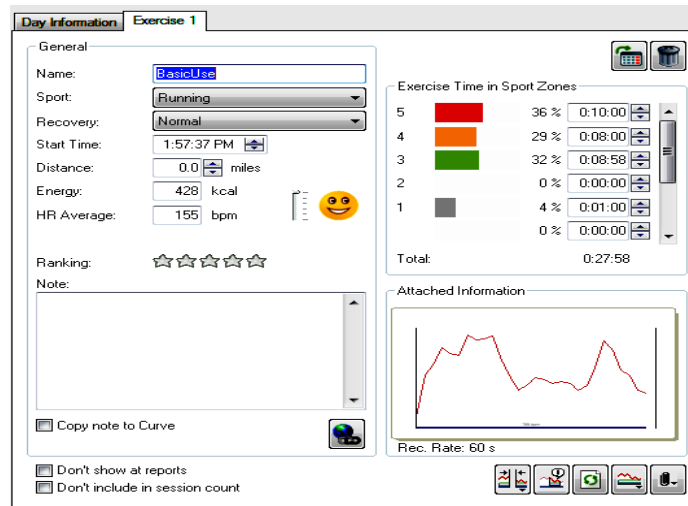 Day Information
Exercise 1
General
Name: BasicUse
Sport: Running
Recovery: Normal
Start Time: 1:57:37 PM
Distance: 0.0 miles
Energy: 428 kcal
HR Average: 155 bpm
Ranking:
Note:
Copy note to Curve
Don't show at reports
Don't include in session count
Exercise Time in Sport Zones
5 36 % 0:10:00
4 29 % 0:08:00
3 32 % 0:08:58
2 0 % 0:00:00
1 4 % 0:01:00
0 % 0:00:00
Total: 0:27:58
Attached Information
Rec. Rate: 60 s